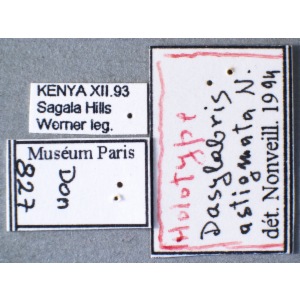 KENYA XII.93
Sagala Hills
Werner leg.
Muséum Paris
Don
827
Holotype
Dasylabris
astigmata N.
dét. Nonveill. 1994